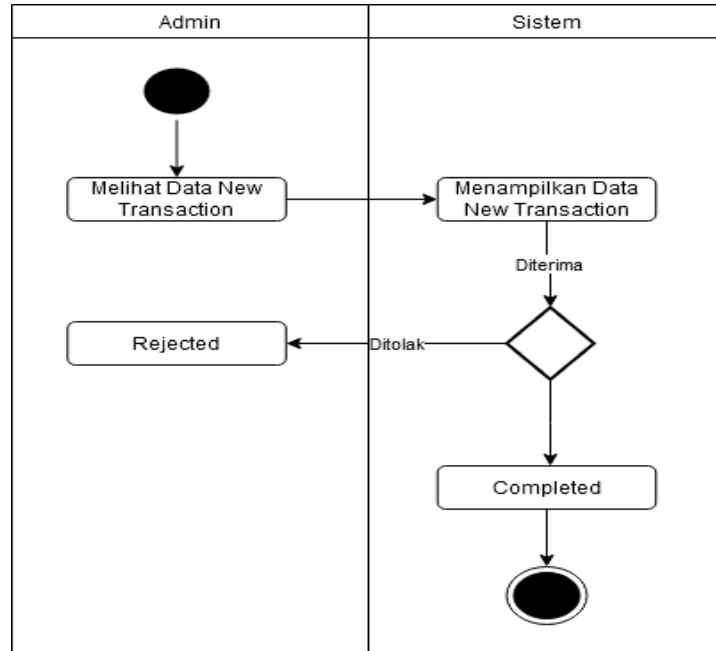 Admin
Sistem
Melihat Data New
Transaction
Menampilkan Data
New Transaction
Diterima
Rejected
Ditolak
Completed